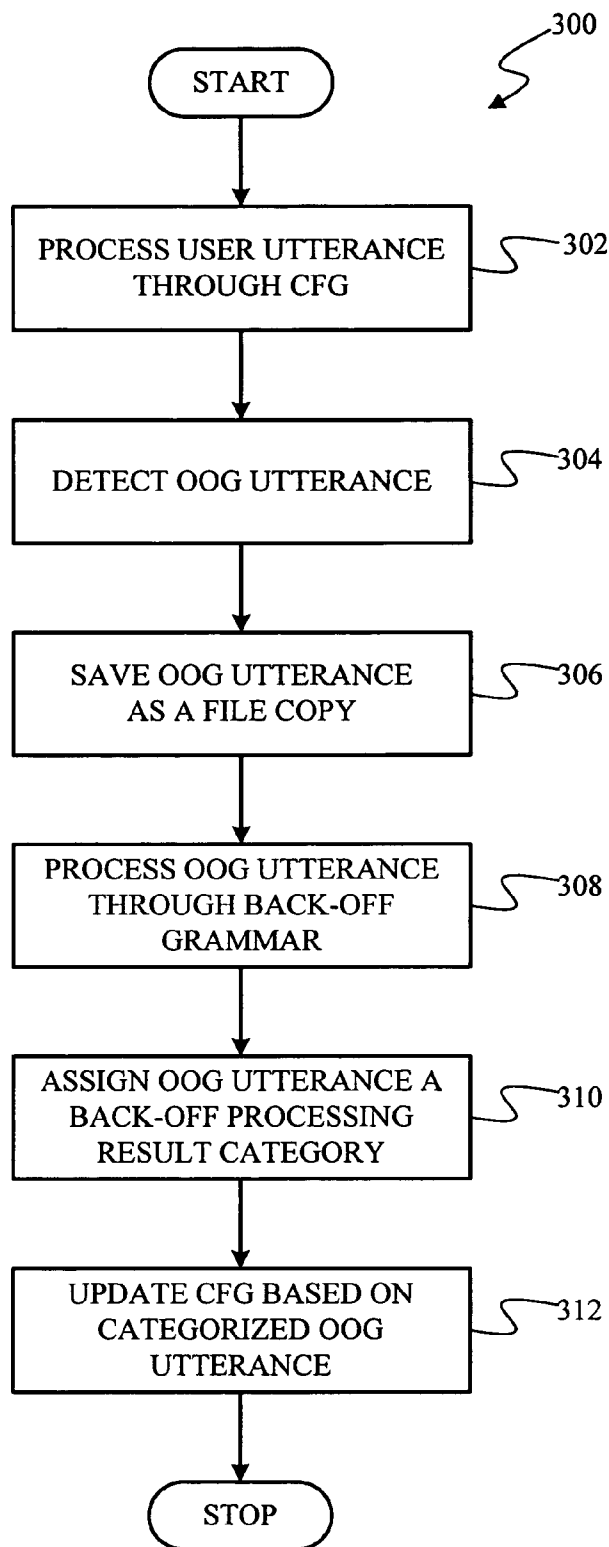 300
START
PROCESS USER UTTERANCE
THROUGH CFG
302
DETECT OOG UTTERANCE
304
SAVE OOG UTTERANCE
AS A FILE COPY
306
PROCESS OOG UTTERANCE
THROUGH BACK-OFF
GRAMMAR
308
ASSIGN OOG UTTERANCE A
BACK-OFF PROCESSING
RESULT CATEGORY
310
UPDATE CFG BASED ON
CATEGORIZED OOG
UTTERANCE
312
STOP